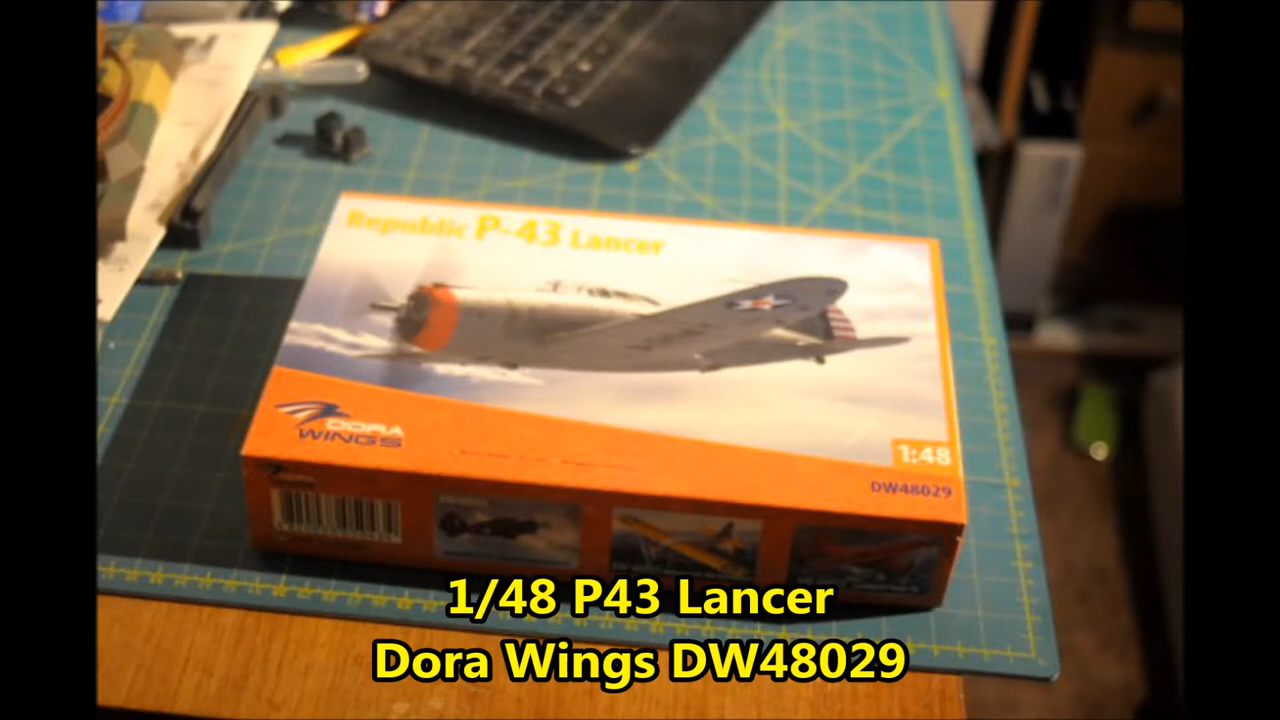 Republic P-43 Lancer
DORA
WINGS
1:48
DW48029
1/48 P43 Lancer
Dora Wings DW48029